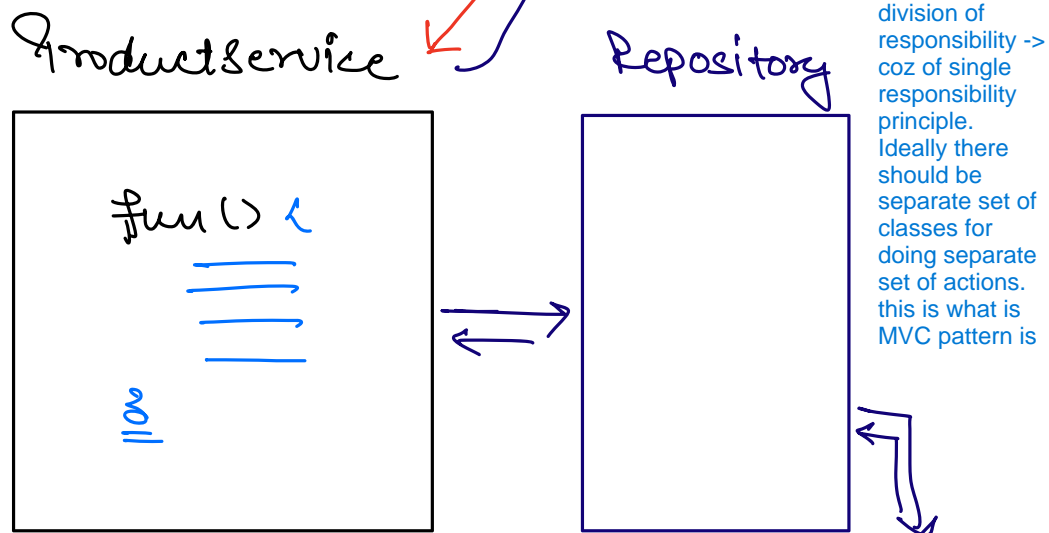 ProductService
Repository
fun() {
}
division of
responsibility ->
coz of single
responsibility
principle.
Ideally there
should be
separate set of
classes for
doing separate
set of actions.
this is what is
MVC pattern is